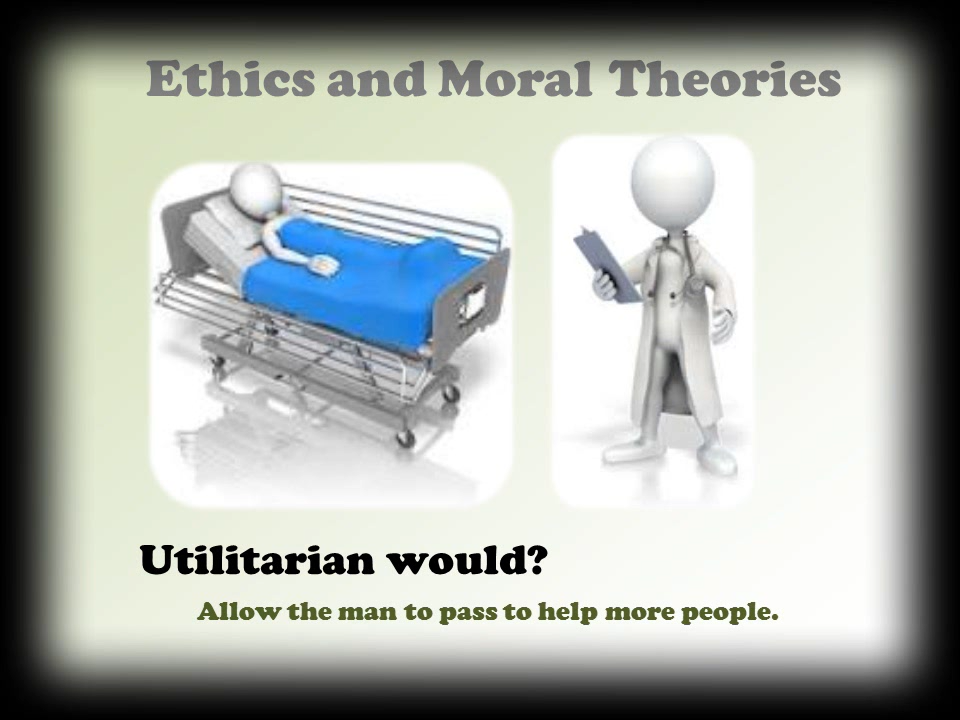 Ethics and Moral Theories
Utilitarian would?
Allow the man to pass to help more people.